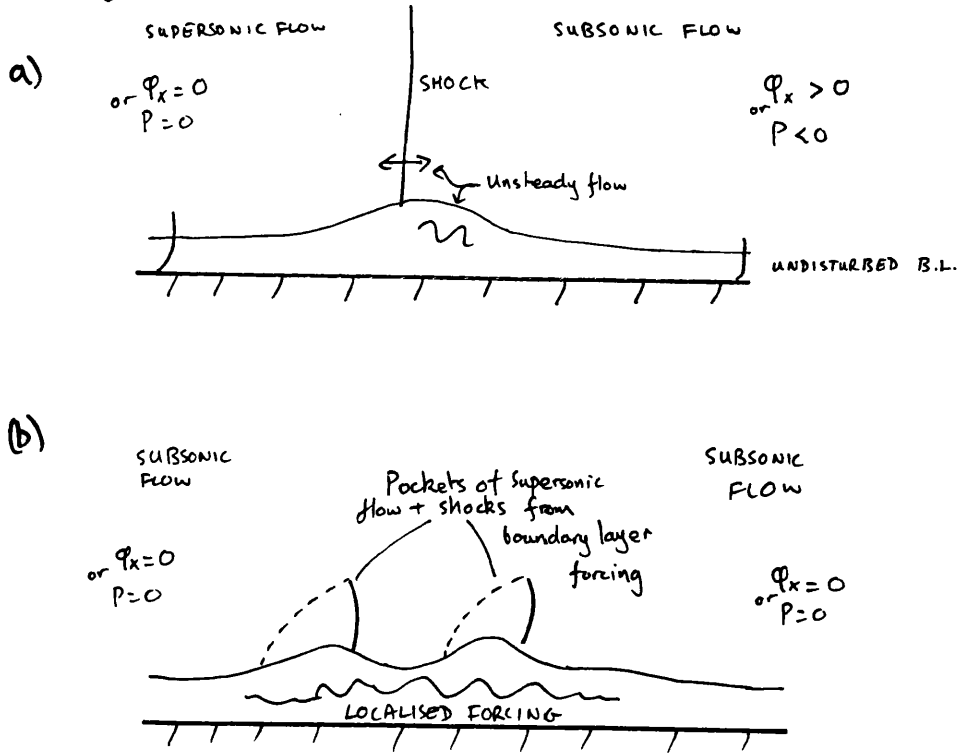 a)
SUPERSONIC FLOW
SUBSONIC FLOW
or φx = 0
P = 0
SHOCK
or φx > 0
P < 0
Unsteady flow
UNDISTURBED B.L.
(b)
SUBSONIC
FLOW
SUBSONIC
FLOW
Pockets of Supersonic
flow + shocks from
boundary layer
forcing
or φx = 0
P = 0
or φx = 0
P = 0
LOCALISED FORCING